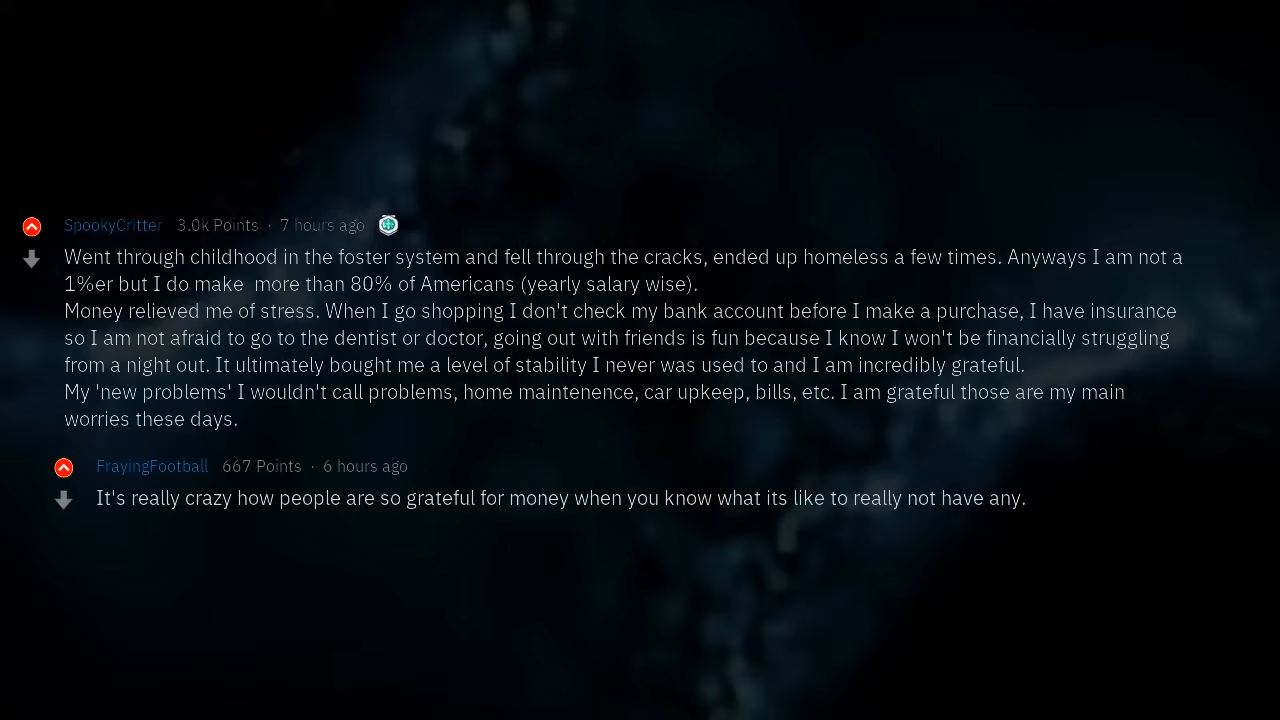 SpookyCritter 3.0k Points · 7 hours ago
Went through childhood in the foster system and fell through the cracks, ended up homeless a few times. Anyways I am not a
1%er but I do make  more than 80% of Americans (yearly salary wise).
Money relieved me of stress. When I go shopping I don't check my bank account before I make a purchase, I have insurance
so I am not afraid to go to the dentist or doctor, going out with friends is fun because I know I won't be financially struggling
from a night out. It ultimately bought me a level of stability I never was used to and I am incredibly grateful.
My 'new problems' I wouldn't call problems, home maintenence, car upkeep, bills, etc. I am grateful those are my main
worries these days.
FrayingFootball 667 Points · 6 hours ago
It's really crazy how people are so grateful for money when you know what its like to really not have any.